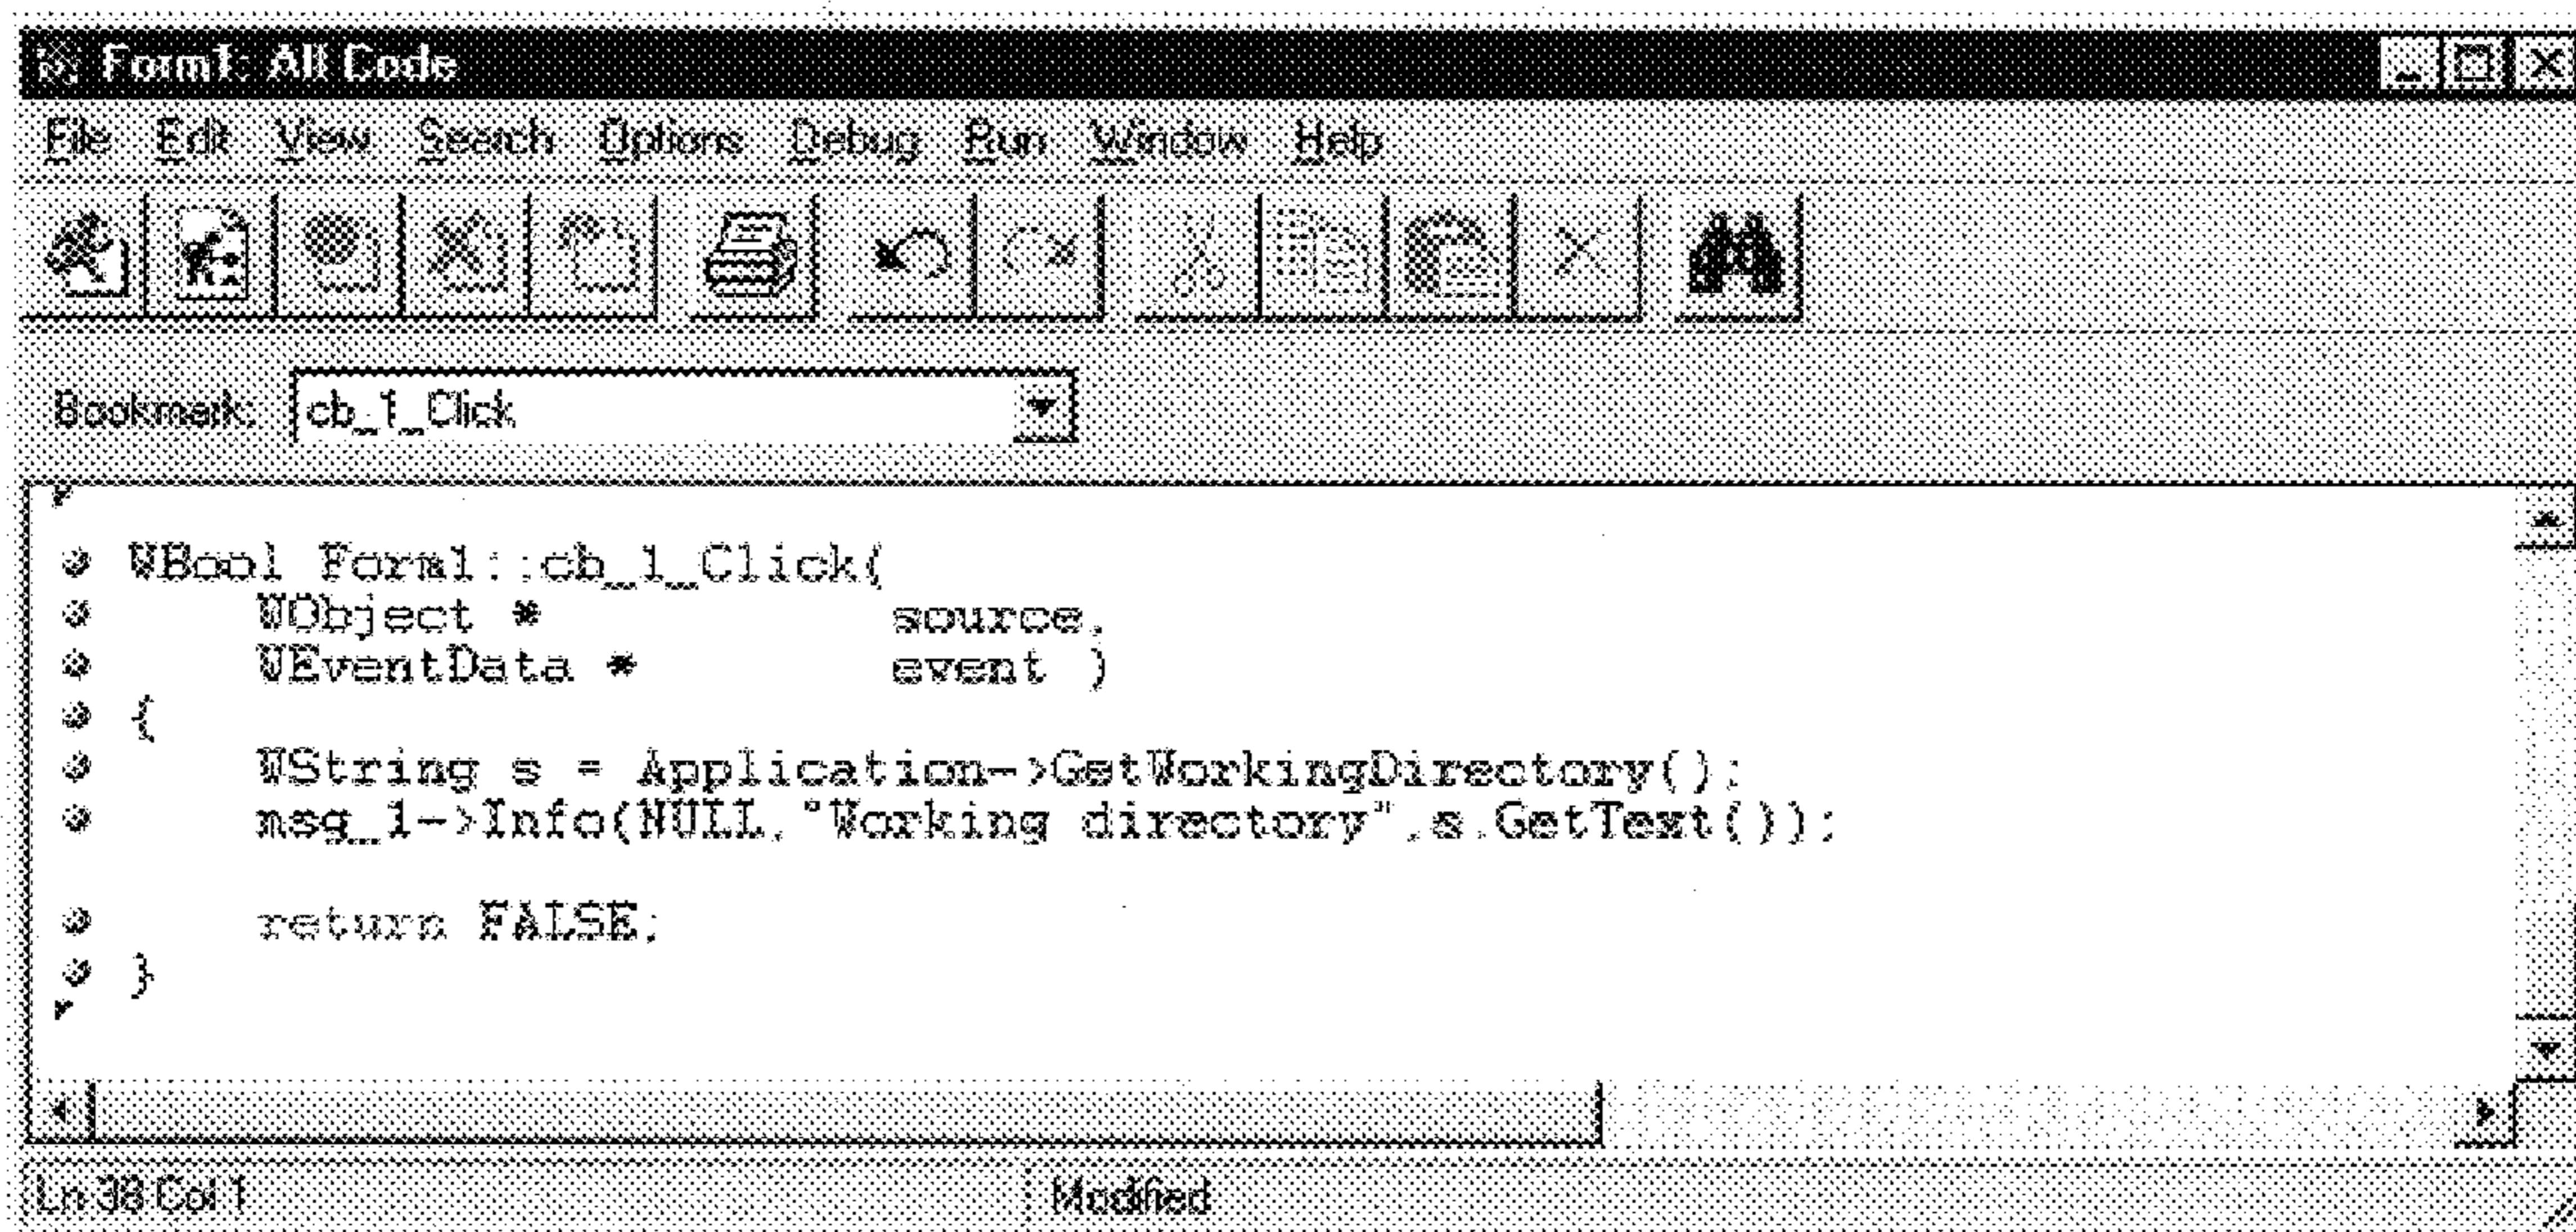 Form1: All Code
File Edit View Search Options Debug Run Window Help
Bookmark: cb_1_Click
WBool Form1::cb_1_Click(
WObject * source,
WEventData * event )
{
WString s = Application->GetWorkingDirectory();
msg_1->Info(NULL,"Working directory",s.GetText());
return FALSE;
}
Ln 38 Col 1 Modified